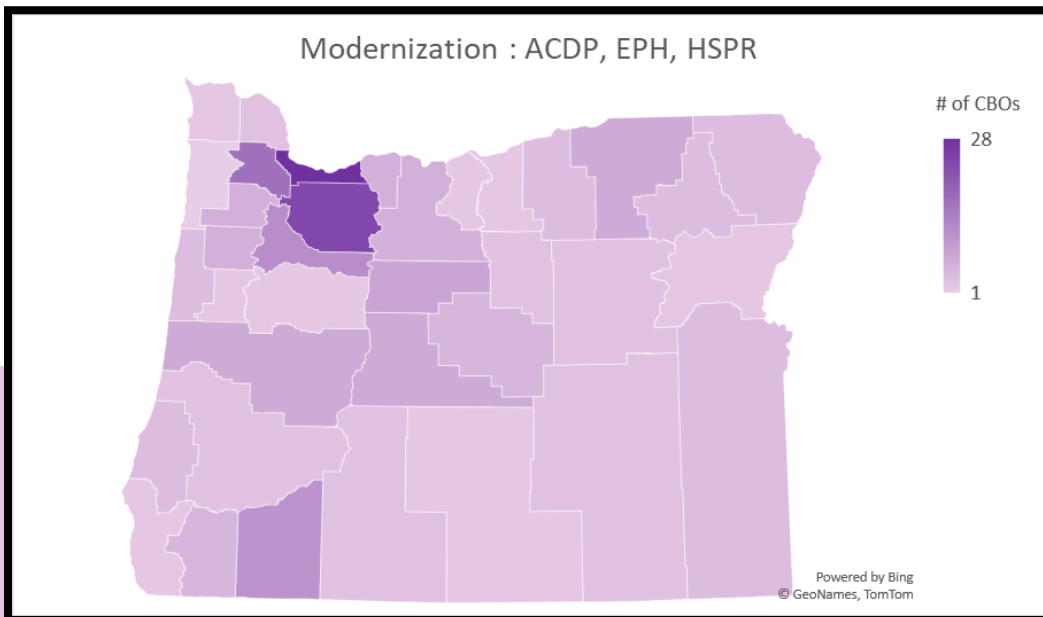 Modernization : ACDP, EPH, HSPR
# of CBOs
28
1
Powered by Bing
© GeoNames, TomTom